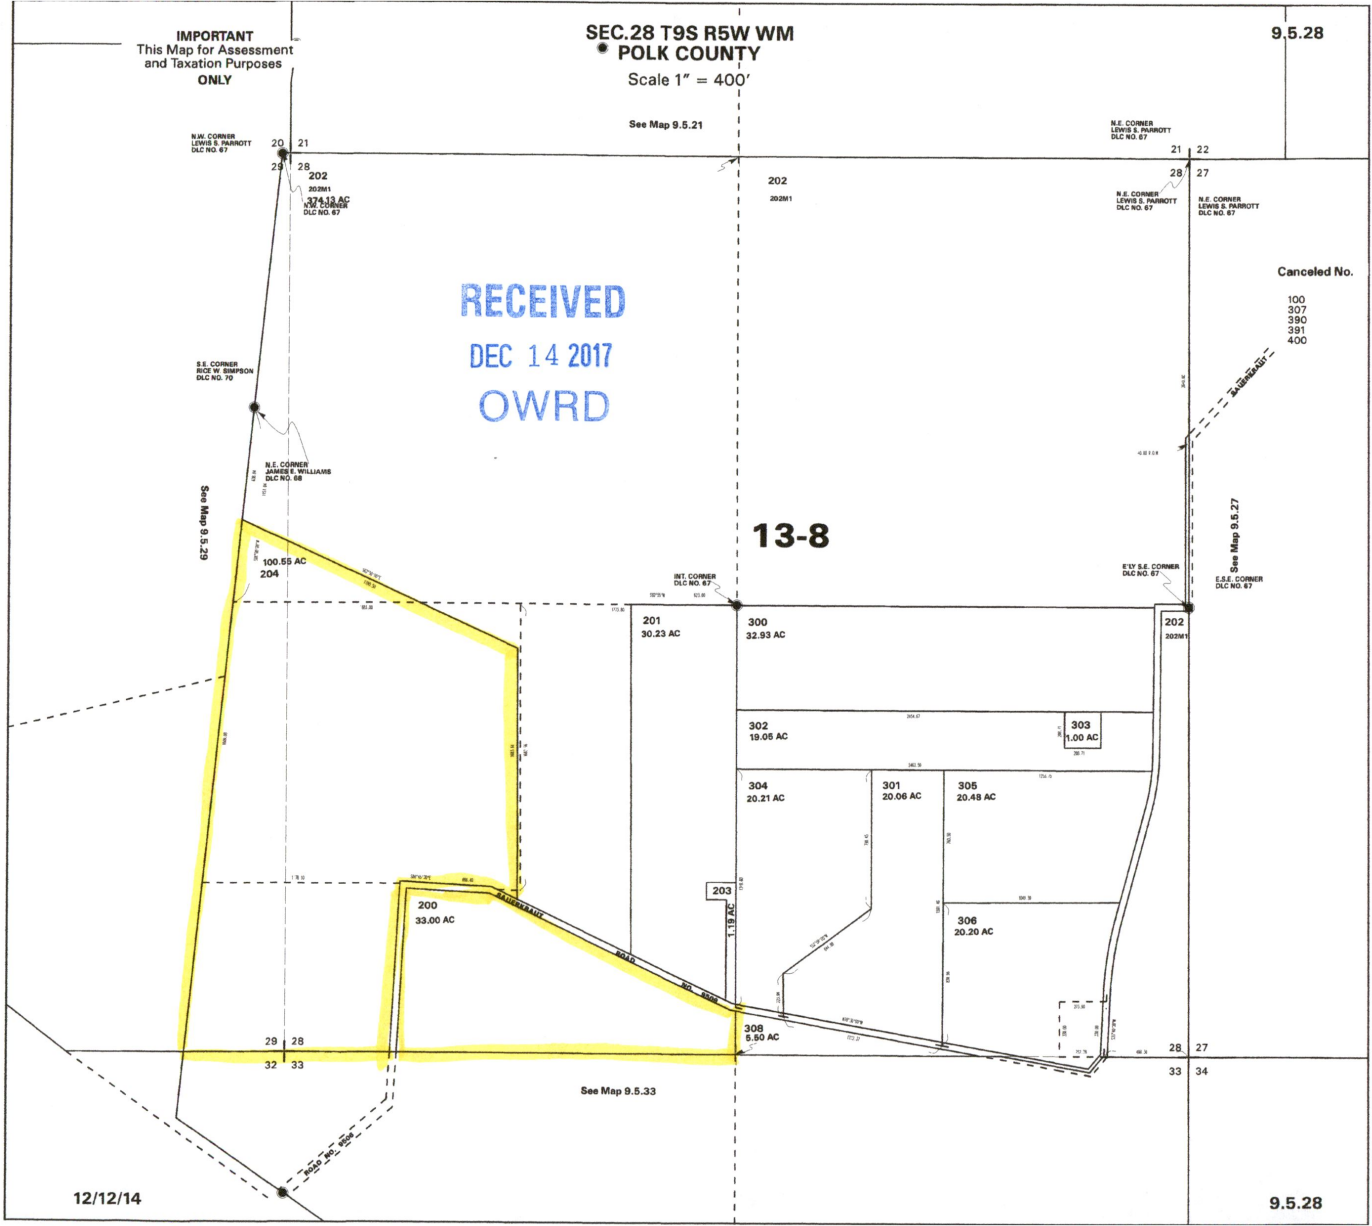 IMPORTANT
This Map for Assessment
and Taxation Purposes
ONLY
SEC.28 T9S R5W WM
POLK COUNTY
Scale 1" = 400'
9.5.28
See Map 9.5.21
N.W. CORNER
LEWIS S. PARROTT
DLC NO. 67
20 21
29 28
202
202M1
374.13 AC
N.W. CORNER
DLC NO. 67
202
202M1
N.E. CORNER
LEWIS S. PARROTT
DLC NO. 67
21 22
28 27
N.E. CORNER
LEWIS S. PARROTT
DLC NO. 67
N.E. CORNER
LEWIS S. PARROTT
DLC NO. 67
Canceled No.
100
307
390
391
400
RECEIVED
DEC 14 2017
OWRD
SAUERKRAUT
S.E. CORNER
RICE W. SIMPSON
DLC NO. 70
N.E. CORNER
JAMES E. WILLIAMS
DLC NO. 68
See Map 9.5.29
See Map 9.5.27
13-8
100.55 AC
204
INT. CORNER
DLC NO. 67
E'LY S.E. CORNER
DLC NO. 67
E.S.E. CORNER
DLC NO. 67
201
30.23 AC
300
32.93 AC
202
202M1
302
19.05 AC
303
1.00 AC
304
20.21 AC
301
20.06 AC
305
20.48 AC
203
1.19 AC
200
33.00 AC
SAUERKRAUT
ROAD
NO. 9506
306
20.20 AC
308
5.50 AC
29 28
32 33
28 27
33 34
See Map 9.5.33
ROAD NO. 9506
12/12/14
9.5.28